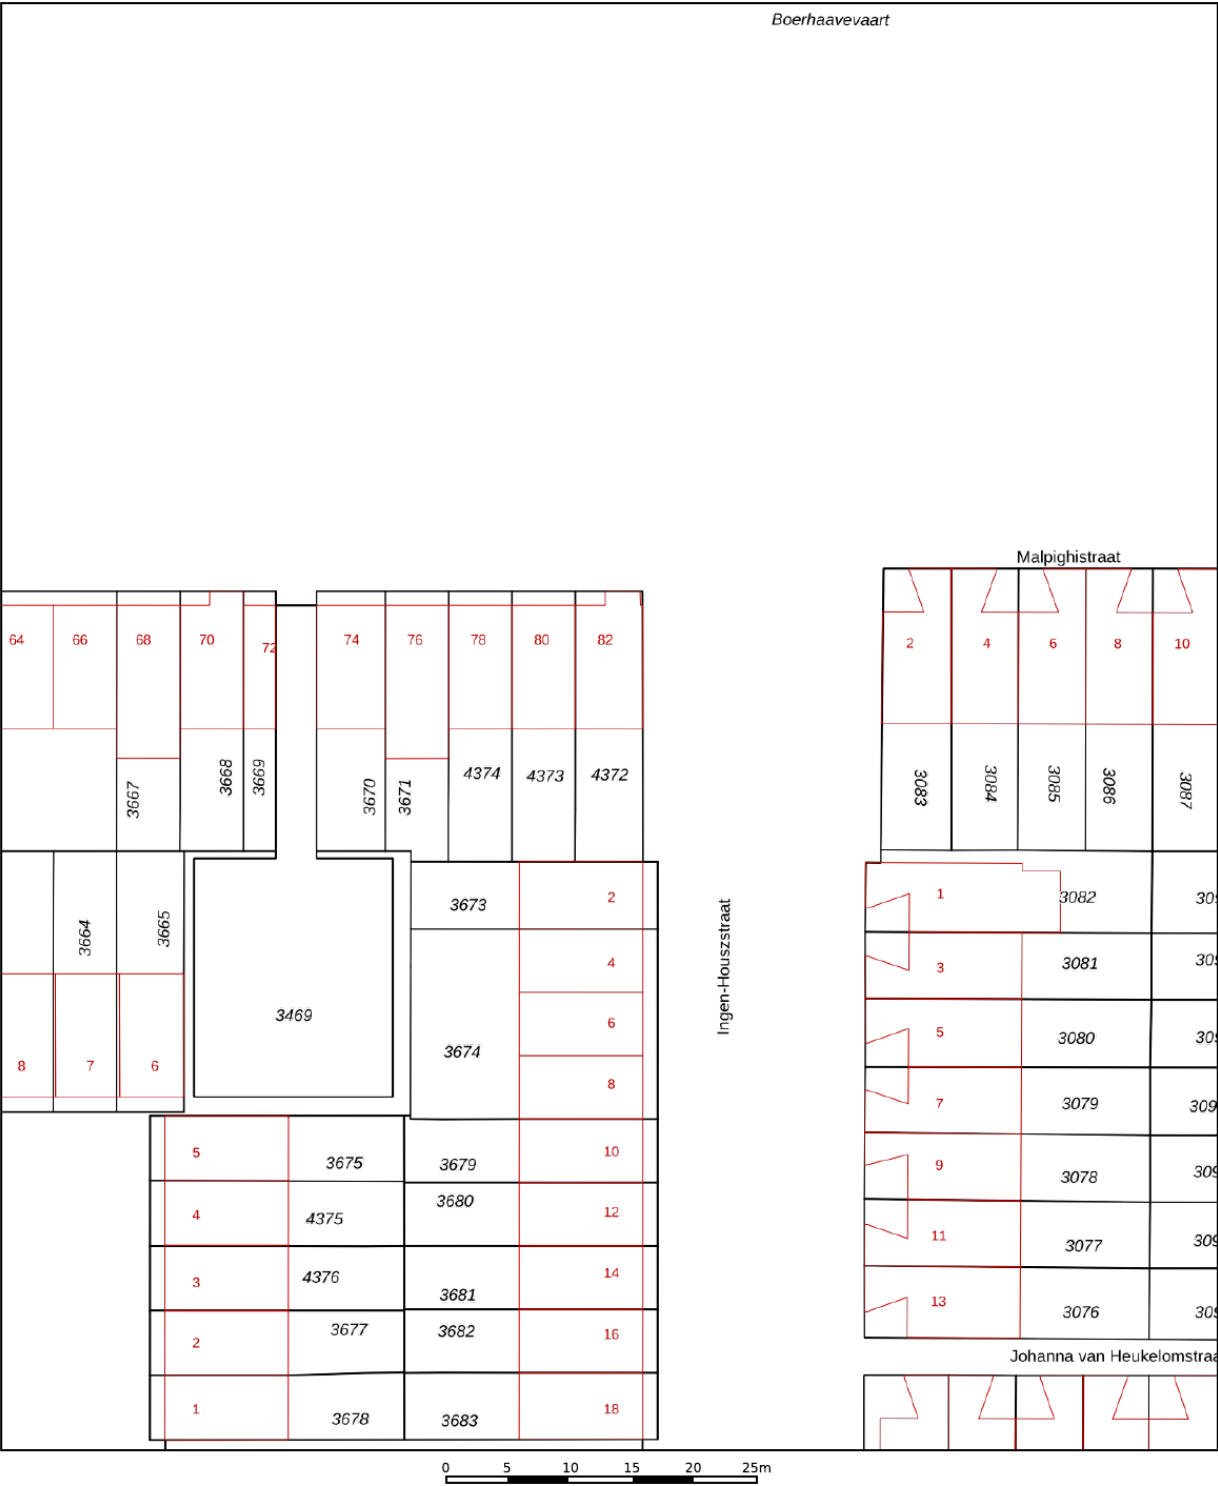 Boerhaavevaart
Malpighistraat
64 66 68 70 72 74 76 78 80 82
2 4 6 8 10
3667 3668 3669 3670 3671 4374 4373 4372
3083 3084 3085 3086 3087
3664 3665
3673 2
1 3082
4
3 3081
Ingen-Houszstraat
3469
6
5 3080
3674
8 7 6
8
7 3079
5 3675 3679 10
9 3078
4 4375 3680 12
11 3077
3 4376 3681 14
13 3076
2 3677 3682 16
Johanna van Heukelomstraa
1 3678 3683 18
0 5 10 15 20 25m